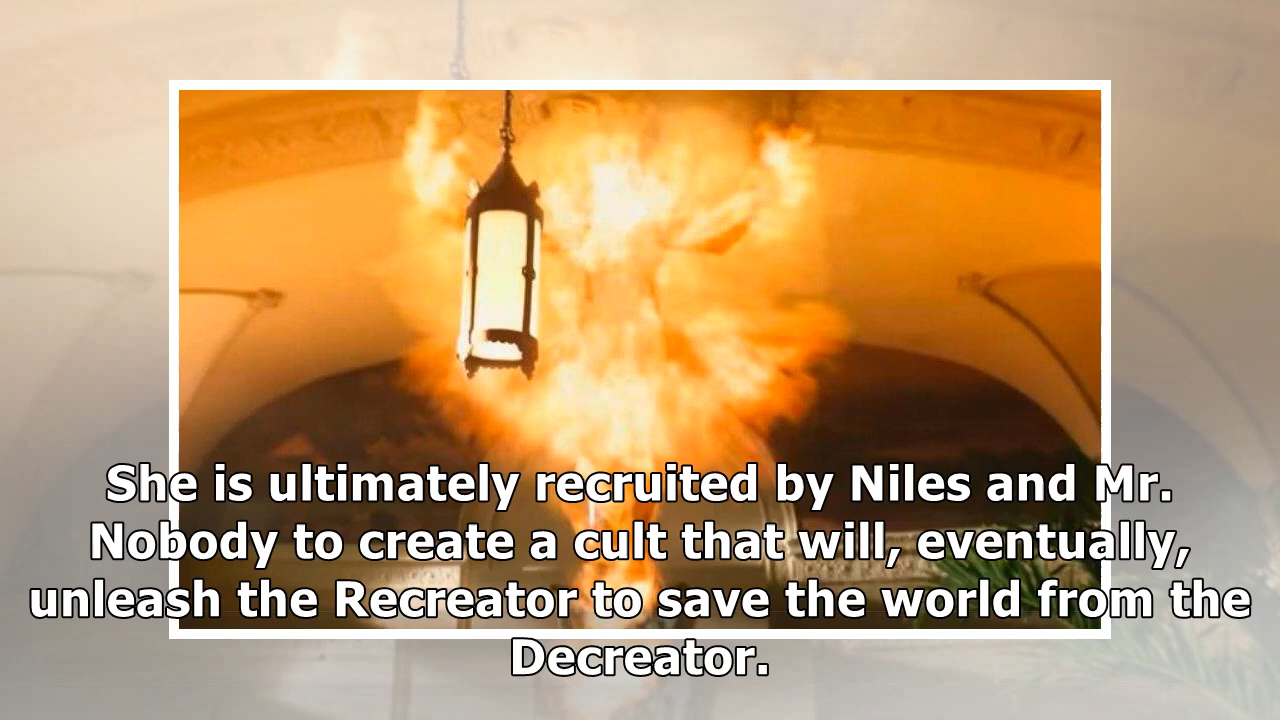 She is ultimately recruited by Niles and Mr.
Nobody to create a cult that will, eventually,
unleash the Recreator to save the world from the
Decreator.